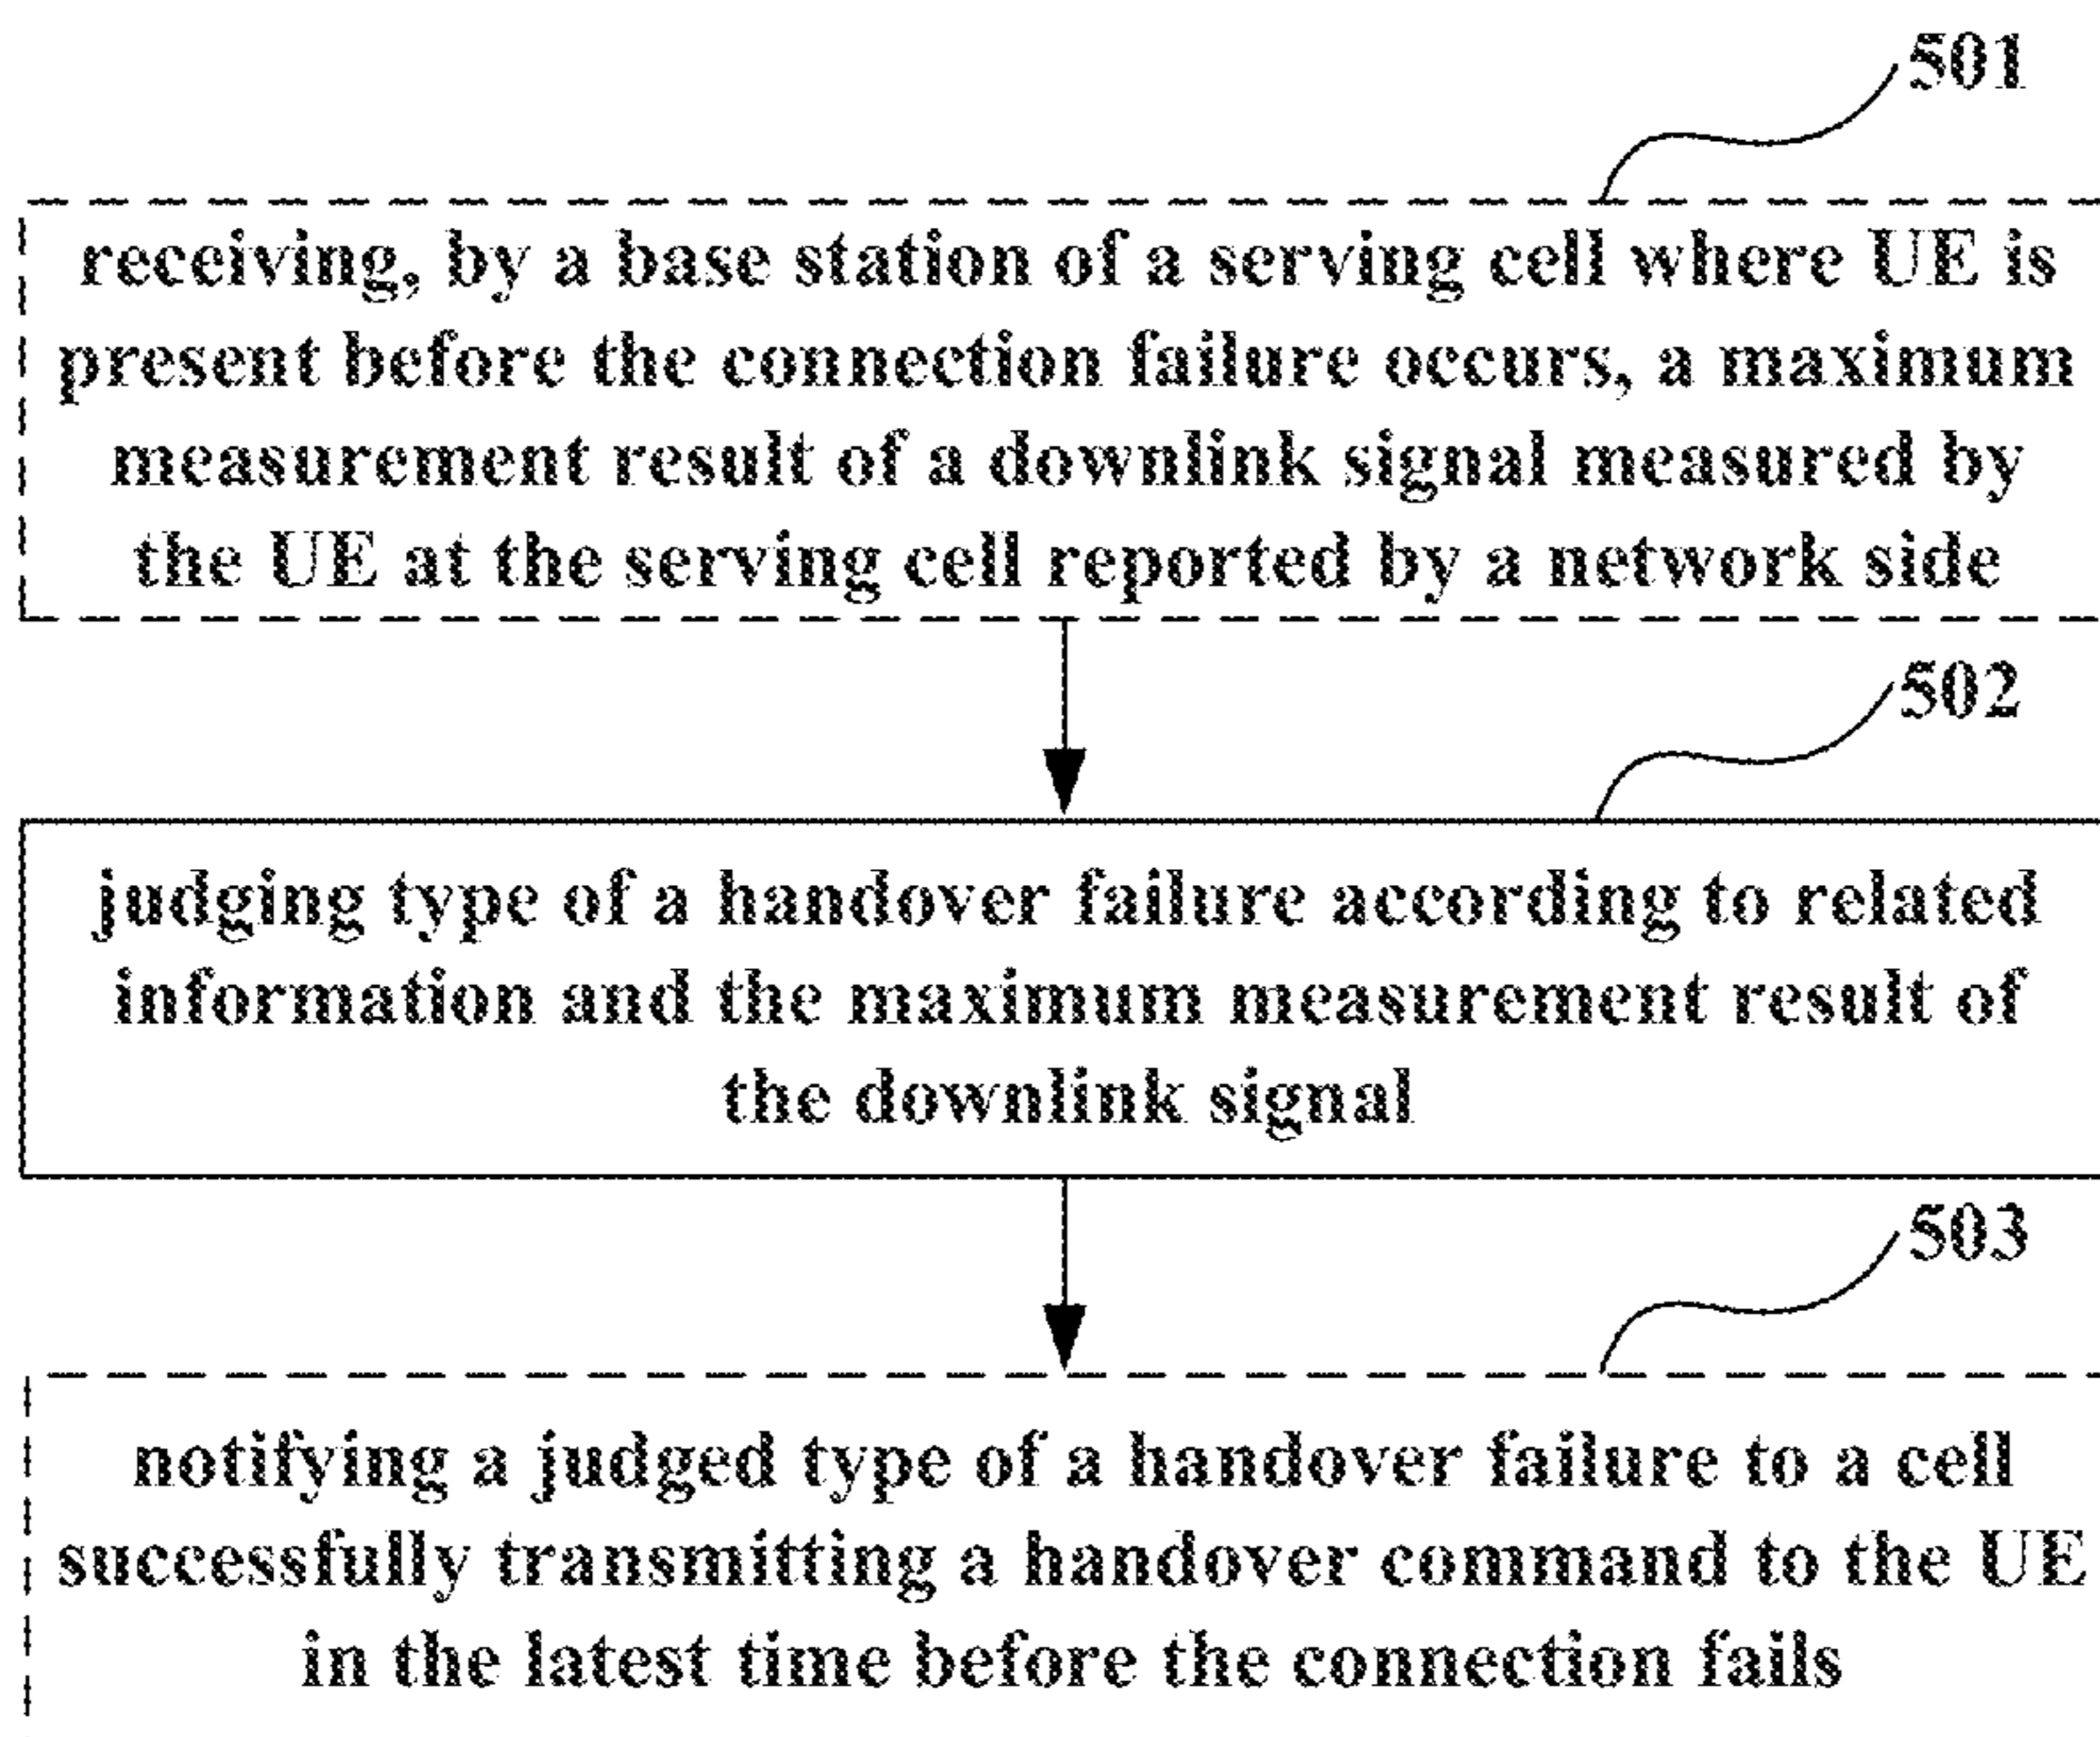 501
receiving, by a base station of a serving cell where UE is
present before the connection failure occurs, a maximum
measurement result of a downlink signal measured by
the UE at the serving cell reported by a network side
502
judging type of a handover failure according to related
information and the maximum measurement result of
the downlink signal
503
notifying a judged type of a handover failure to a cell
successfully transmitting a handover command to the UE
in the latest time before the connection fails